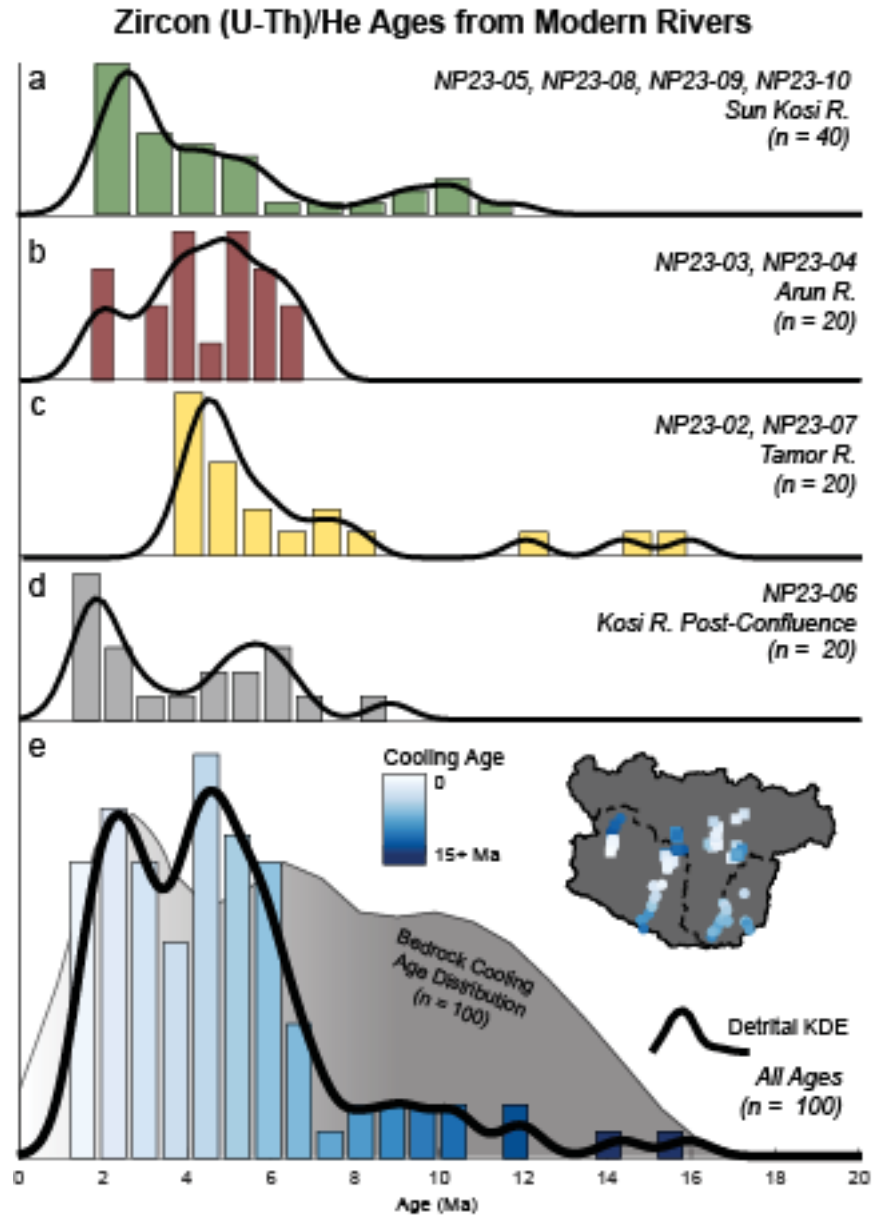 Zircon (U-Th)/He Ages from Modern Rivers
a
NP23-05, NP23-08, NP23-09, NP23-10
Sun Kosi R.
(n = 40)
b
NP23-03, NP23-04
Arun R.
(n = 20)
c
NP23-02, NP23-07
Tamor R.
(n = 20)
d
NP23-06
Kosi R. Post-Confluence
(n = 20)
e
Cooling Age
0
15+ Ma
Bedrock Cooling
Age Distribution
(n = 100)
Detrital KDE
All Ages
(n = 100)
0 2 4 6 8 10 12 14 16 18 20
Age (Ma)